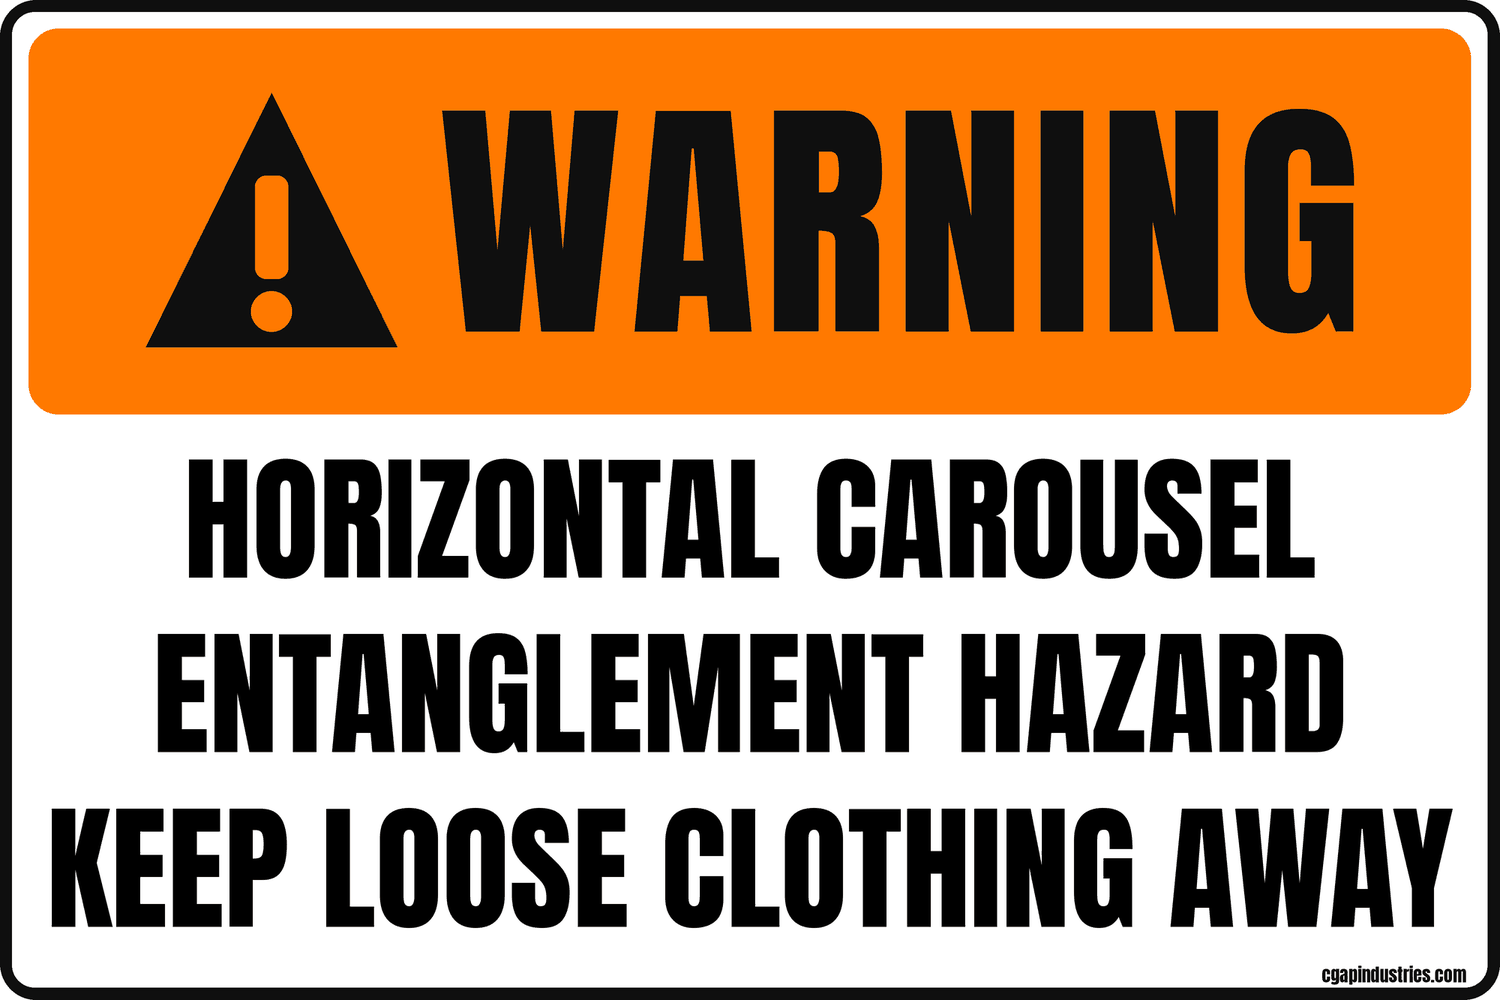 WARNING
HORIZONTAL CAROUSEL
ENTANGLEMENT HAZARD
KEEP LOOSE CLOTHING AWAY
cgapindustries.com